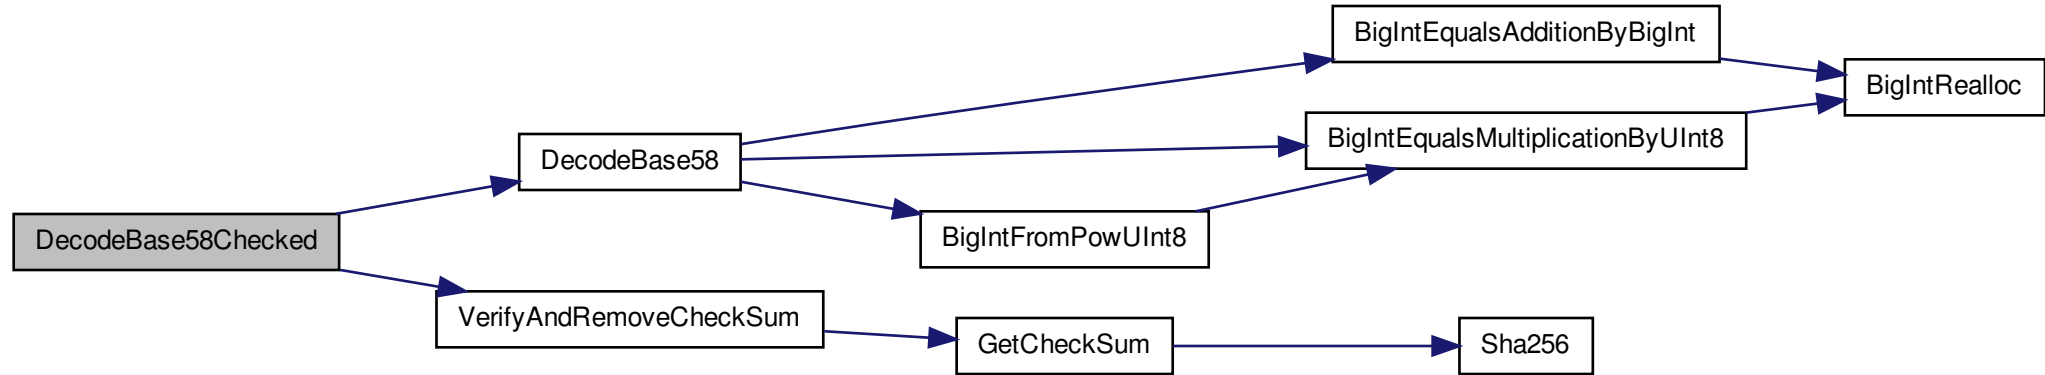 DecodeBase58Checked
DecodeBase58
VerifyAndRemoveCheckSum
BigIntFromPowUInt8
GetCheckSum
BigIntEqualsAdditionByBigInt
BigIntEqualsMultiplicationByUInt8
Sha256
BigIntRealloc